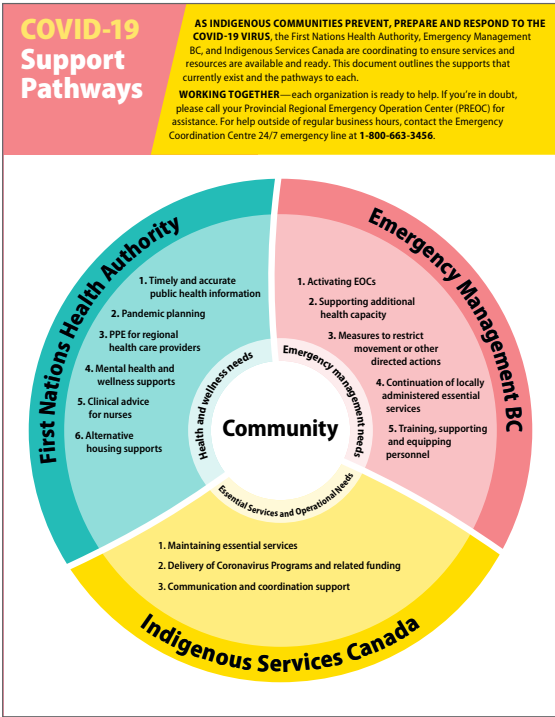 COVID-19
Support
Pathways
AS INDIGENOUS COMMUNITIES PREVENT, PREPARE AND RESPOND TO THE
COVID-19 VIRUS, the First Nations Health Authority, Emergency Management
BC, and Indigenous Services Canada are coordinating to ensure services and
resources are available and ready. This document outlines the supports that
currently exist and the pathways to each.
WORKING TOGETHER—each organization is ready to help. If you're in doubt,
please call your Provincial Regional Emergency Operation Center (PREOC) for
assistance. For help outside of regular business hours, contact the Emergency
Coordination Centre 24/7 emergency line at 1-800-663-3456.
First Nations Health Authority
1. Timely and accurate
public health information
2. Pandemic planning
3. PPE for regional
health care providers
4. Mental health and
wellness supports
5. Clinical advice
for nurses
6. Alternative
housing supports
Health and wellness needs
Emergency Management BC
1. Activating EOCs
2. Supporting additional
health capacity
3. Measures to restrict
movement or other
directed actions
4. Continuation of locally
administered essential
services
5. Training, supporting
and equipping
personnel
Emergency management needs
Community
Essential Services and Operational Needs
1. Maintaining essential services
2. Delivery of Coronavirus Programs and related funding
3. Communication and coordination support
Indigenous Services Canada